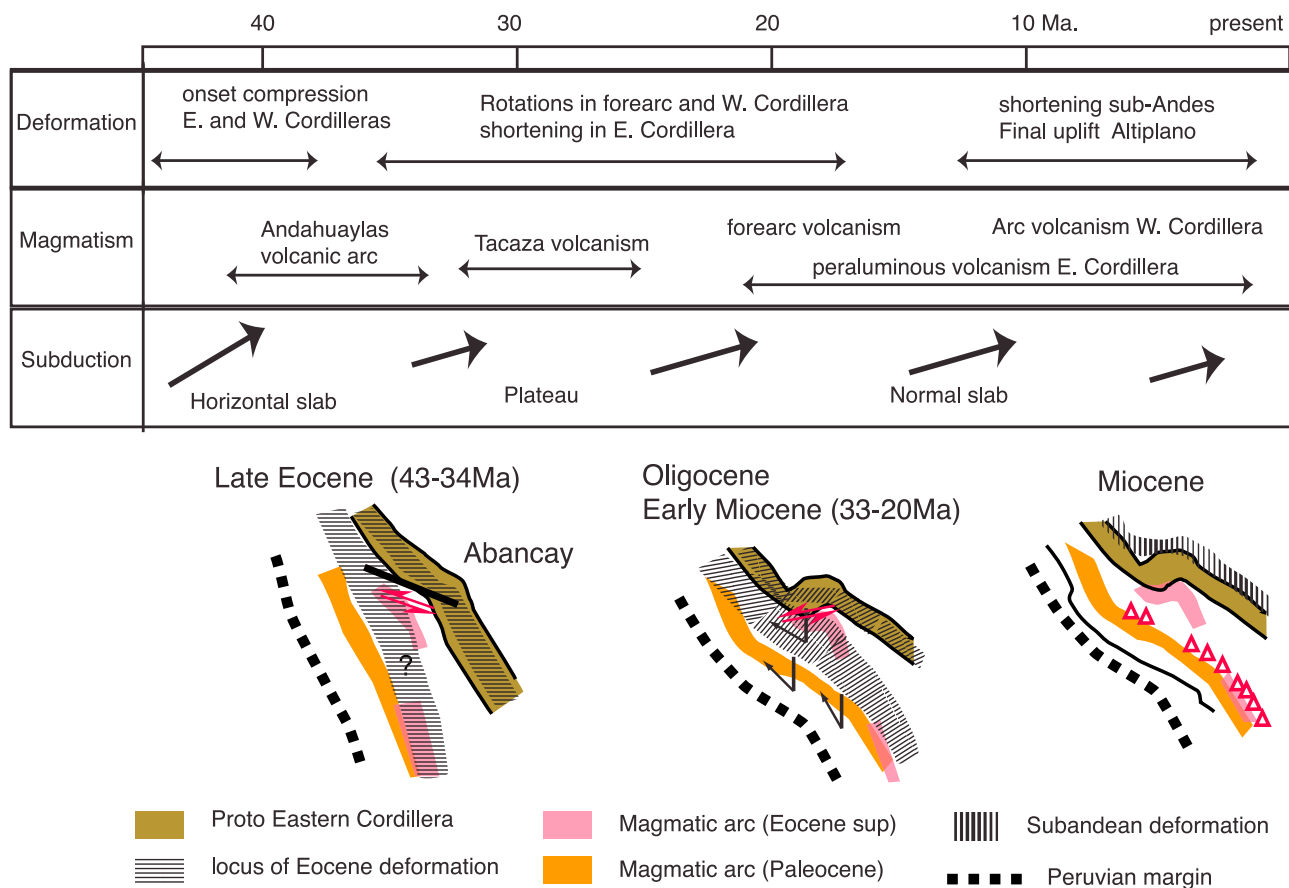 40 30 20 10 Ma. present
Deformation
onset compression
E. and W. Cordilleras
Rotations in forearc and W. Cordillera
shortening in E. Cordillera
shortening sub-Andes
Final uplift Altiplano
Magmatism
Andahuaylas
volcanic arc
Tacaza volcanism
forearc volcanism
Arc volcanism W. Cordillera
peraluminous volcanism E. Cordillera
Subduction
Horizontal slab
Plateau
Normal slab
Late Eocene (43-34Ma)
Abancay
?
Oligocene
Early Miocene (33-20Ma)
Miocene
Proto Eastern Cordillera
locus of Eocene deformation
Magmatic arc (Eocene sup)
Magmatic arc (Paleocene)
Subandean deformation
Peruvian margin